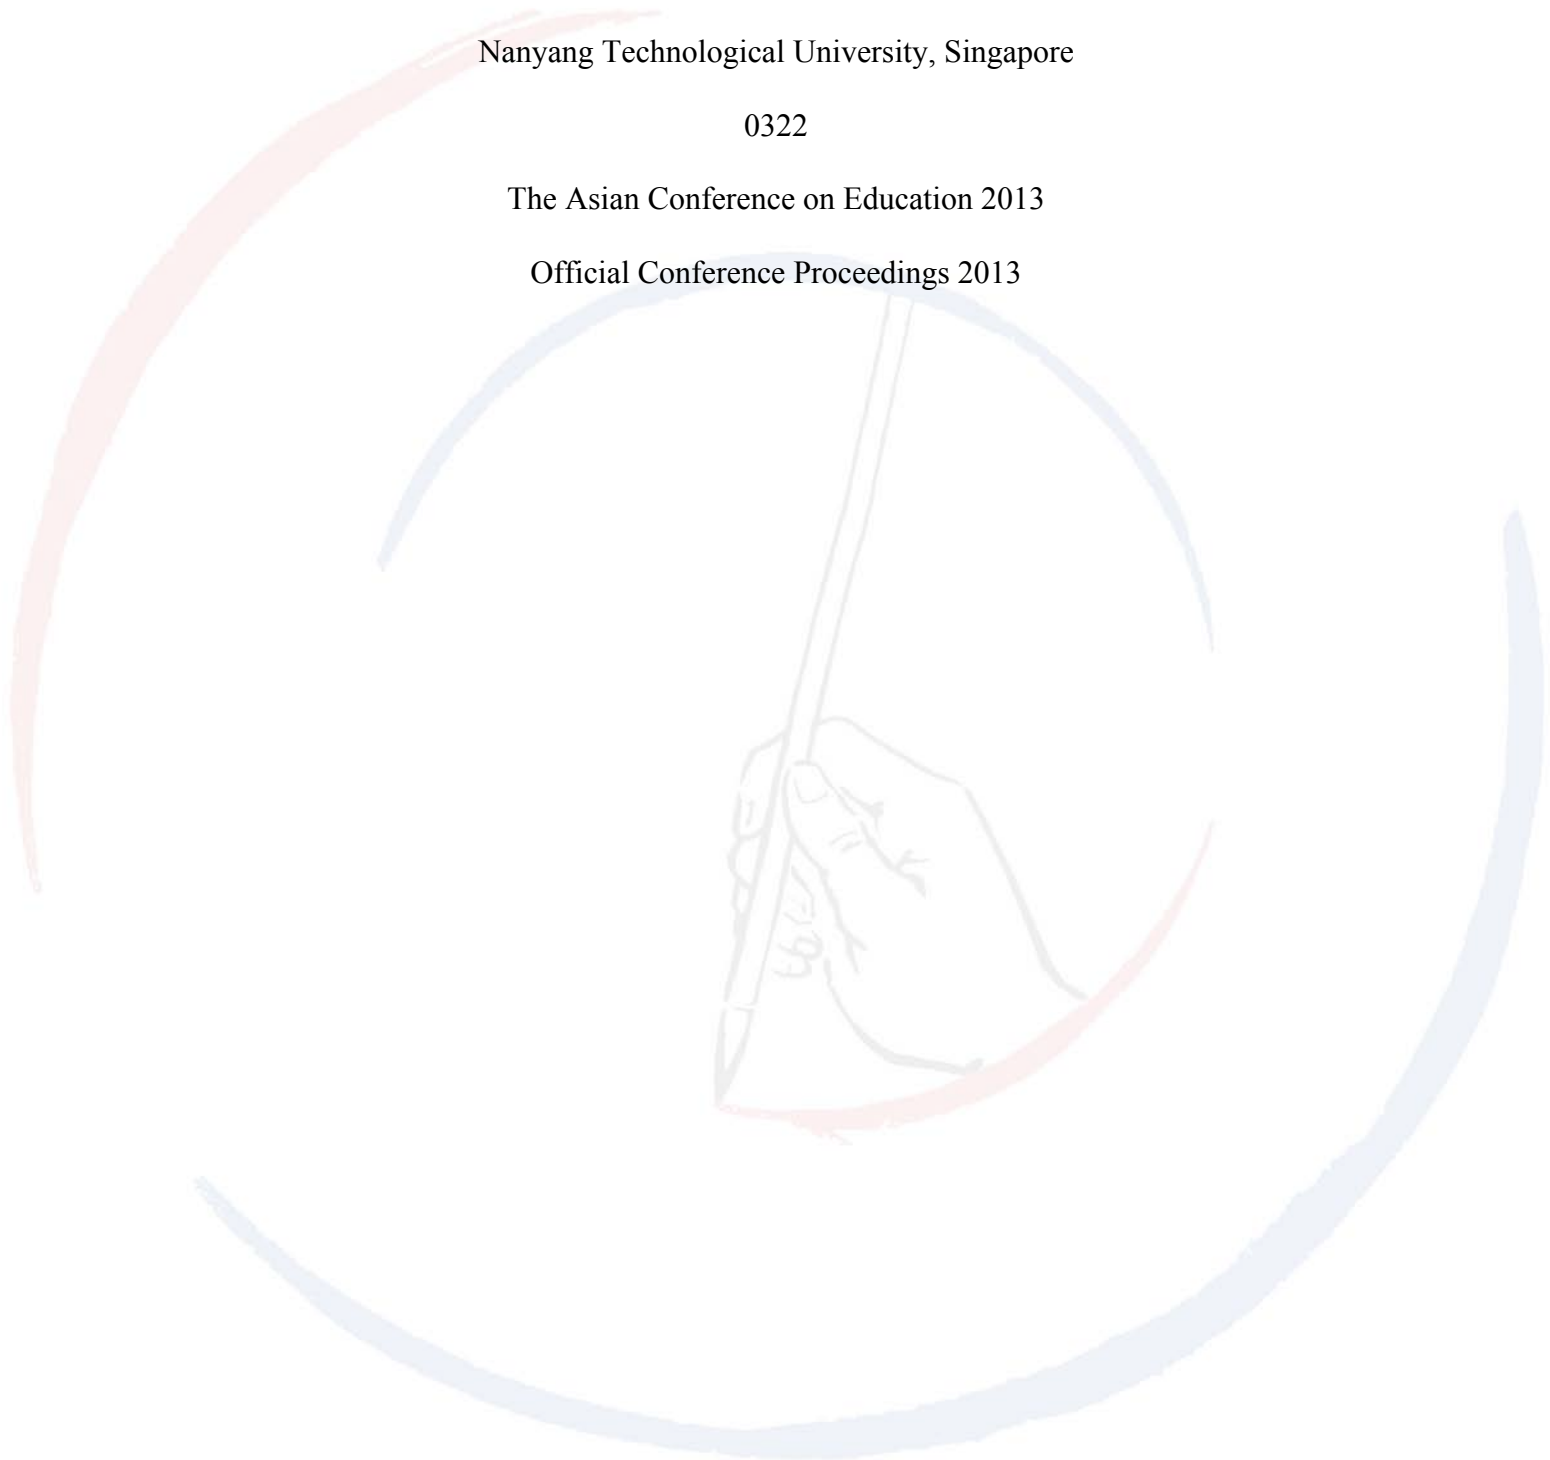 Nanyang Technological University, Singapore
0322
The Asian Conference on Education 2013
Official Conference Proceedings 2013